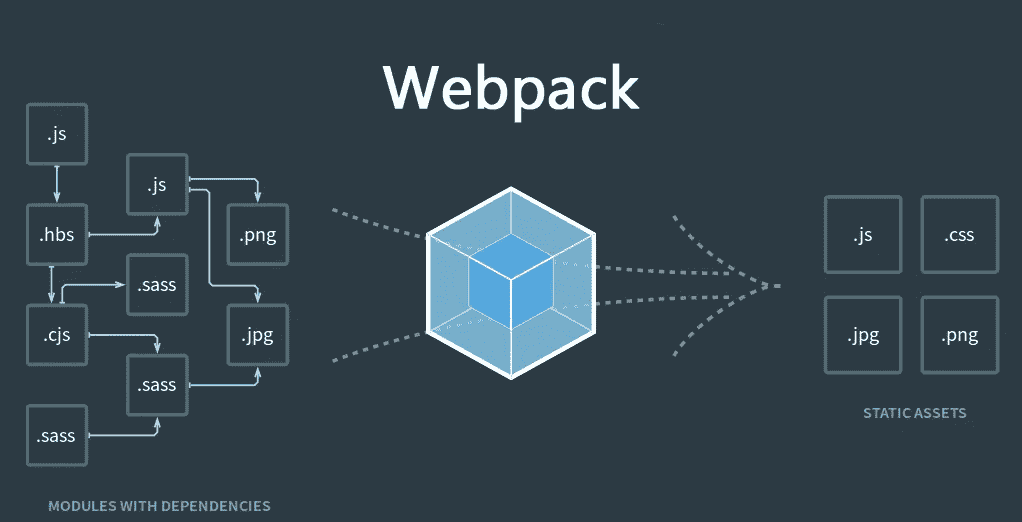 Webpack
.js
.js
.hbs
.png
.sass
.cjs
.jpg
.sass
.sass
MODULES WITH DEPENDENCIES
.js
.css
.jpg
.png
STATIC ASSETS